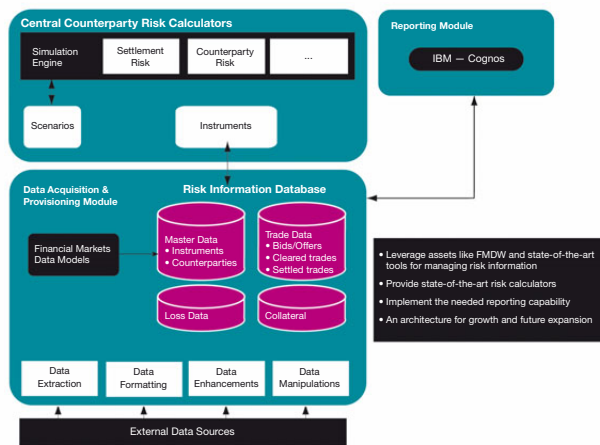 Central Counterparty Risk Calculators
Simulation
Engine
Settlement
Risk
Counterparty
Risk
...
Scenarios
Instruments
Reporting Module
IBM — Cognos
Data Acquisition &
Provisioning Module
Risk Information Database
Financial Markets
Data Models
Master Data
• Instruments
• Counterparties
Trade Data
• Bids/Offers
• Cleared trades
• Settled trades
Loss Data
Collateral
• Leverage assets like FMDW and state-of-the-art
tools for managing risk information
• Provide state-of-the-art risk calculators
• Implement the needed reporting capability
• An architecture for growth and future expansion
Data
Extraction
Data
Formatting
Data
Enhancements
Data
Manipulations
External Data Sources